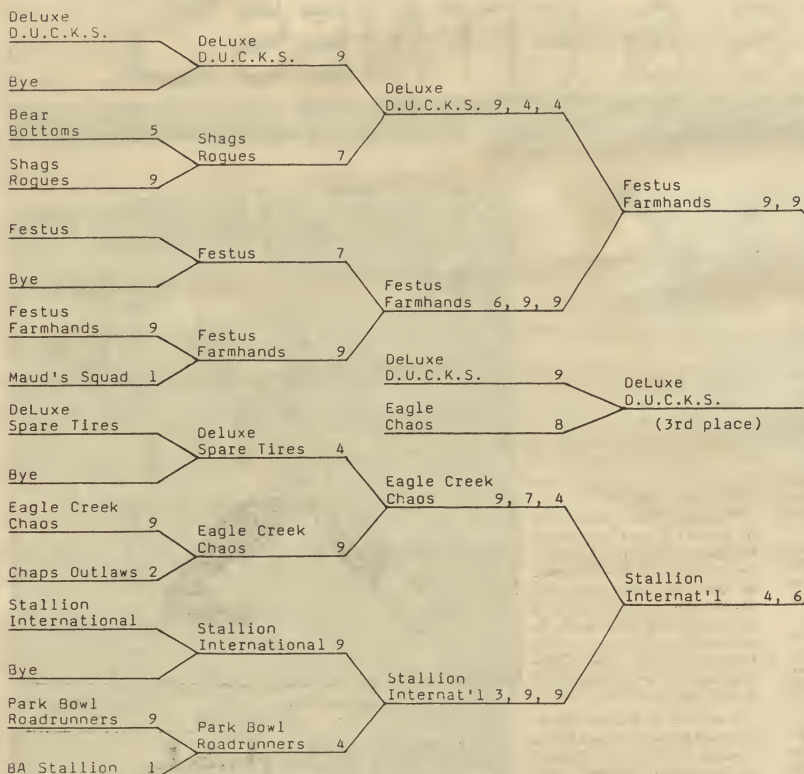 DeLuxe
D.U.C.K.S.
Bye
Bear
Bottoms 5
Shags
Rogues 9
Festus
Bye
Festus
Farmhands 9
Maud's Squad 1
DeLuxe
Spare Tires
Bye
Eagle Creek
Chaos 9
Chaps Outlaws 2
Stallion
International
Bye
Park Bowl
Roadrunners 9
BA Stallion 1
DeLuxe
D.U.C.K.S. 9
Shags
Rogues 7
Festus 7
Festus
Farmhands 9
Deluxe
Spare Tires 4
Eagle Creek
Chaos 9
Stallion
International 9
Park Bowl
Roadrunners 4
DeLuxe
D.U.C.K.S. 9, 4, 4
Festus
Farmhands 6, 9, 9
DeLuxe
D.U.C.K.S. 9
Eagle
Chaos 8
Eagle Creek
Chaos 9, 7, 4
Stallion
Internat'l 3, 9, 9
Festus
Farmhands 9, 9
DeLuxe
D.U.C.K.S.
(3rd place)
Stallion
Internat'l 4, 6